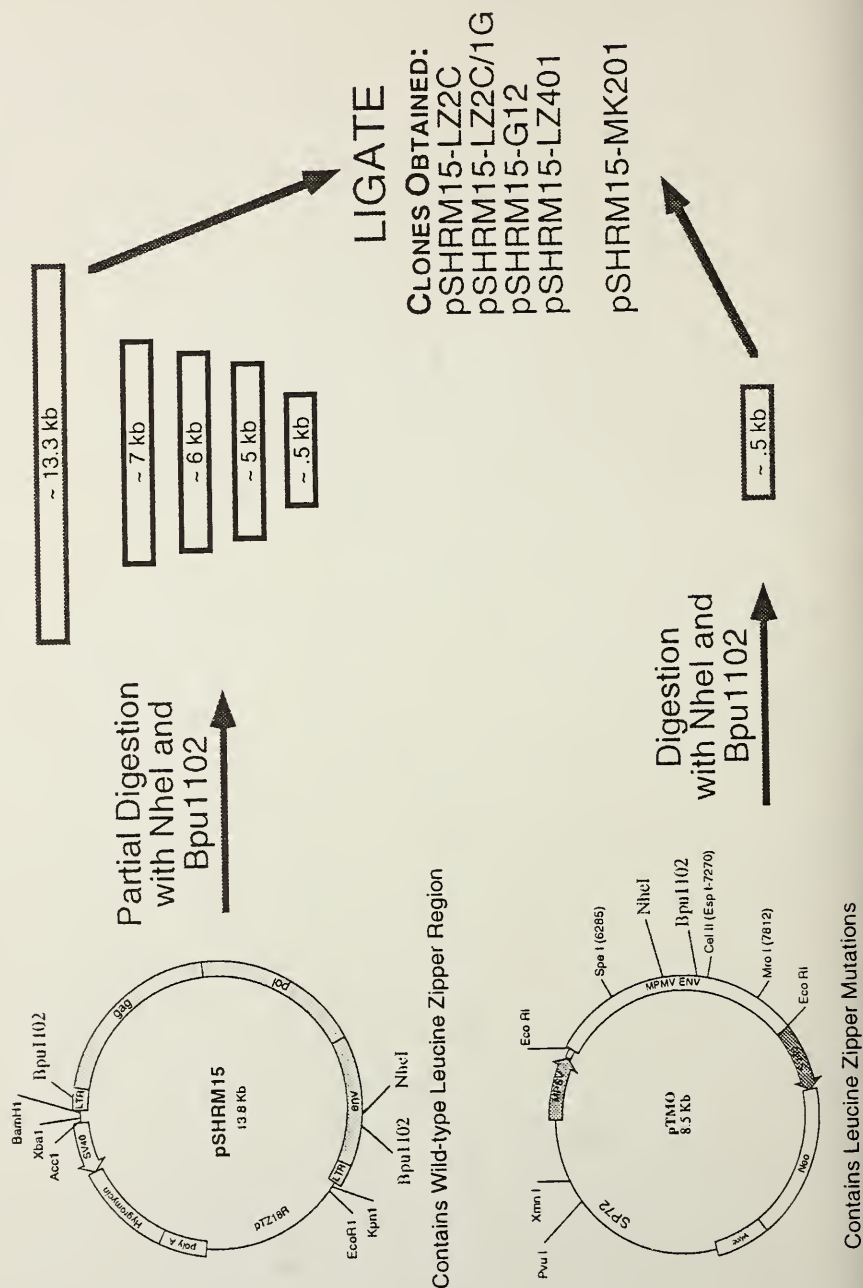 BamH1
Xba1
Acc1
Bpu1102
LTR
SV40
gag
Hygromycin
pol
poly A
pSHRM15
13.8 Kb
pTZ18R
env
LTR
NheI
Bpu1102
EcoR1
Kpn1
Contains Wild-type Leucine Zipper Region
Partial Digestion
with NheI and
Bpu1102
~ 13.3 kb
~ 7 kb
~ 6 kb
~ 5 kb
~ .5 kb
LIGATE
CLONES OBTAINED:
pSHRM15-LZ2C
pSHRM15-LZ2C/1G
pSHRM15-G12
pSHRM15-LZ401
pSHRM15-MK201
Eco RI
Spe I (6285)
NheI
Bpu1102
Cel II (Esp I-7270)
Mro I (7812)
Eco RI
MPMV ENV
MPSV
Xmn I
Pvu I
SP72
pTMO
8.5 Kb
Neo
Contains Leucine Zipper Mutations
Digestion
with NheI and
Bpu1102
~ .5 kb